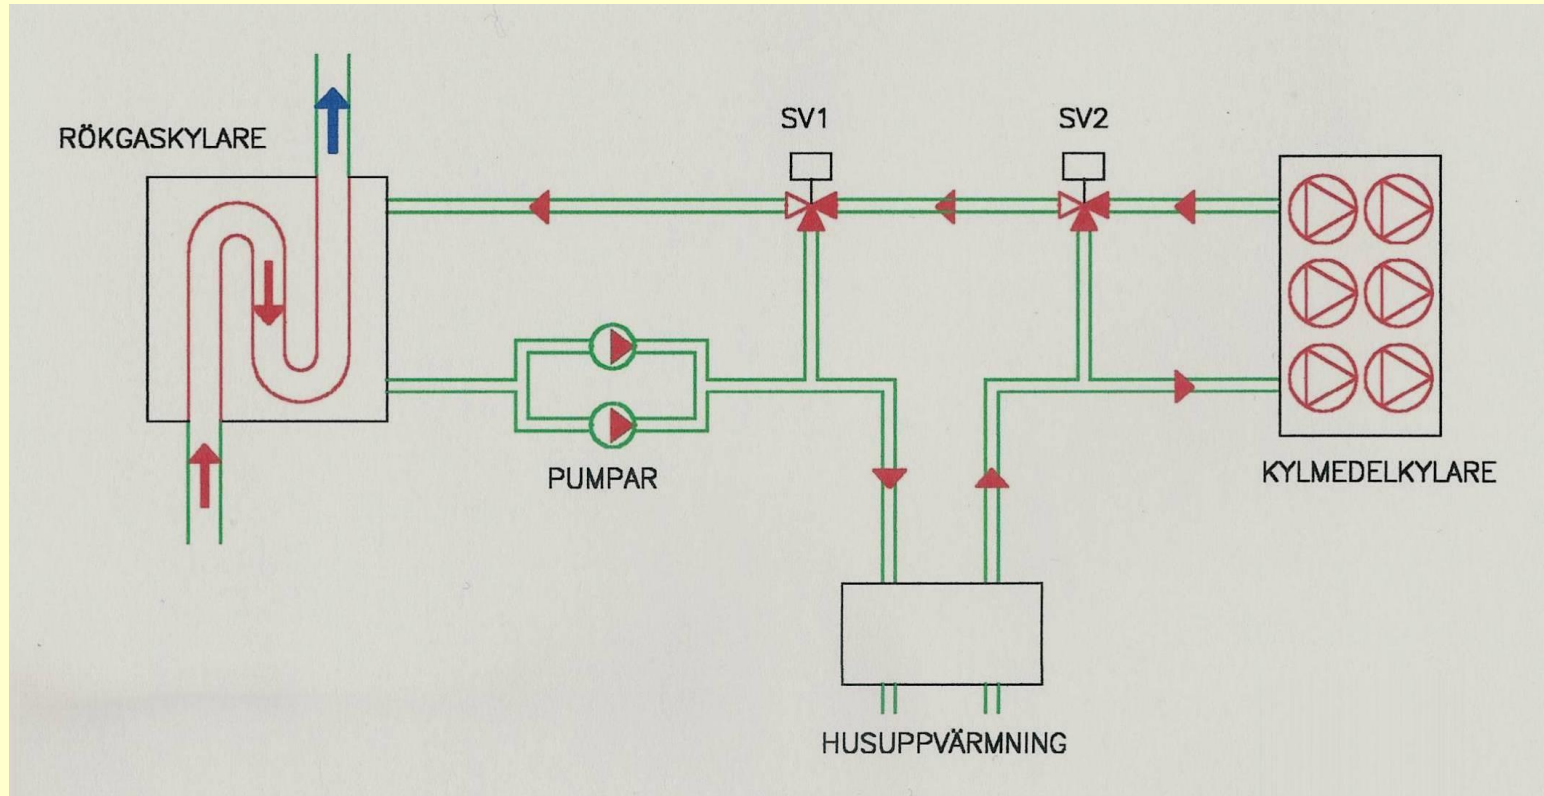 SV1
SV2
RÖKGASKYLARE
PUMPAR
KYLMEDELKYLARE
HUSUPPVÄRMNING